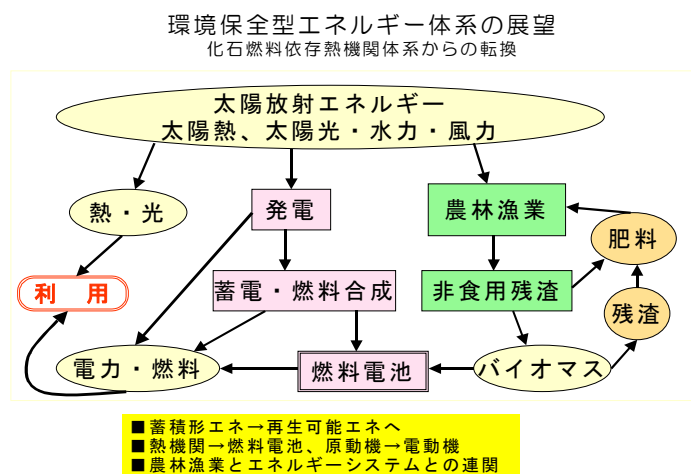 環境保全型エネルギー体系の展望
化石燃料依存熱機関体系からの転換
太陽放射エネルギー
太陽熱、太陽光・水力・風力
熱・光
発電
農林漁業
肥料
利 用
蓄電・燃料合成
非食用残渣
残渣
電力・燃料
燃料電池
バイオマス
■蓄積形エネ→再生可能エネへ
■熱機関→燃料電池、原動機→電動機
■農林漁業とエネルギーシステムとの連関